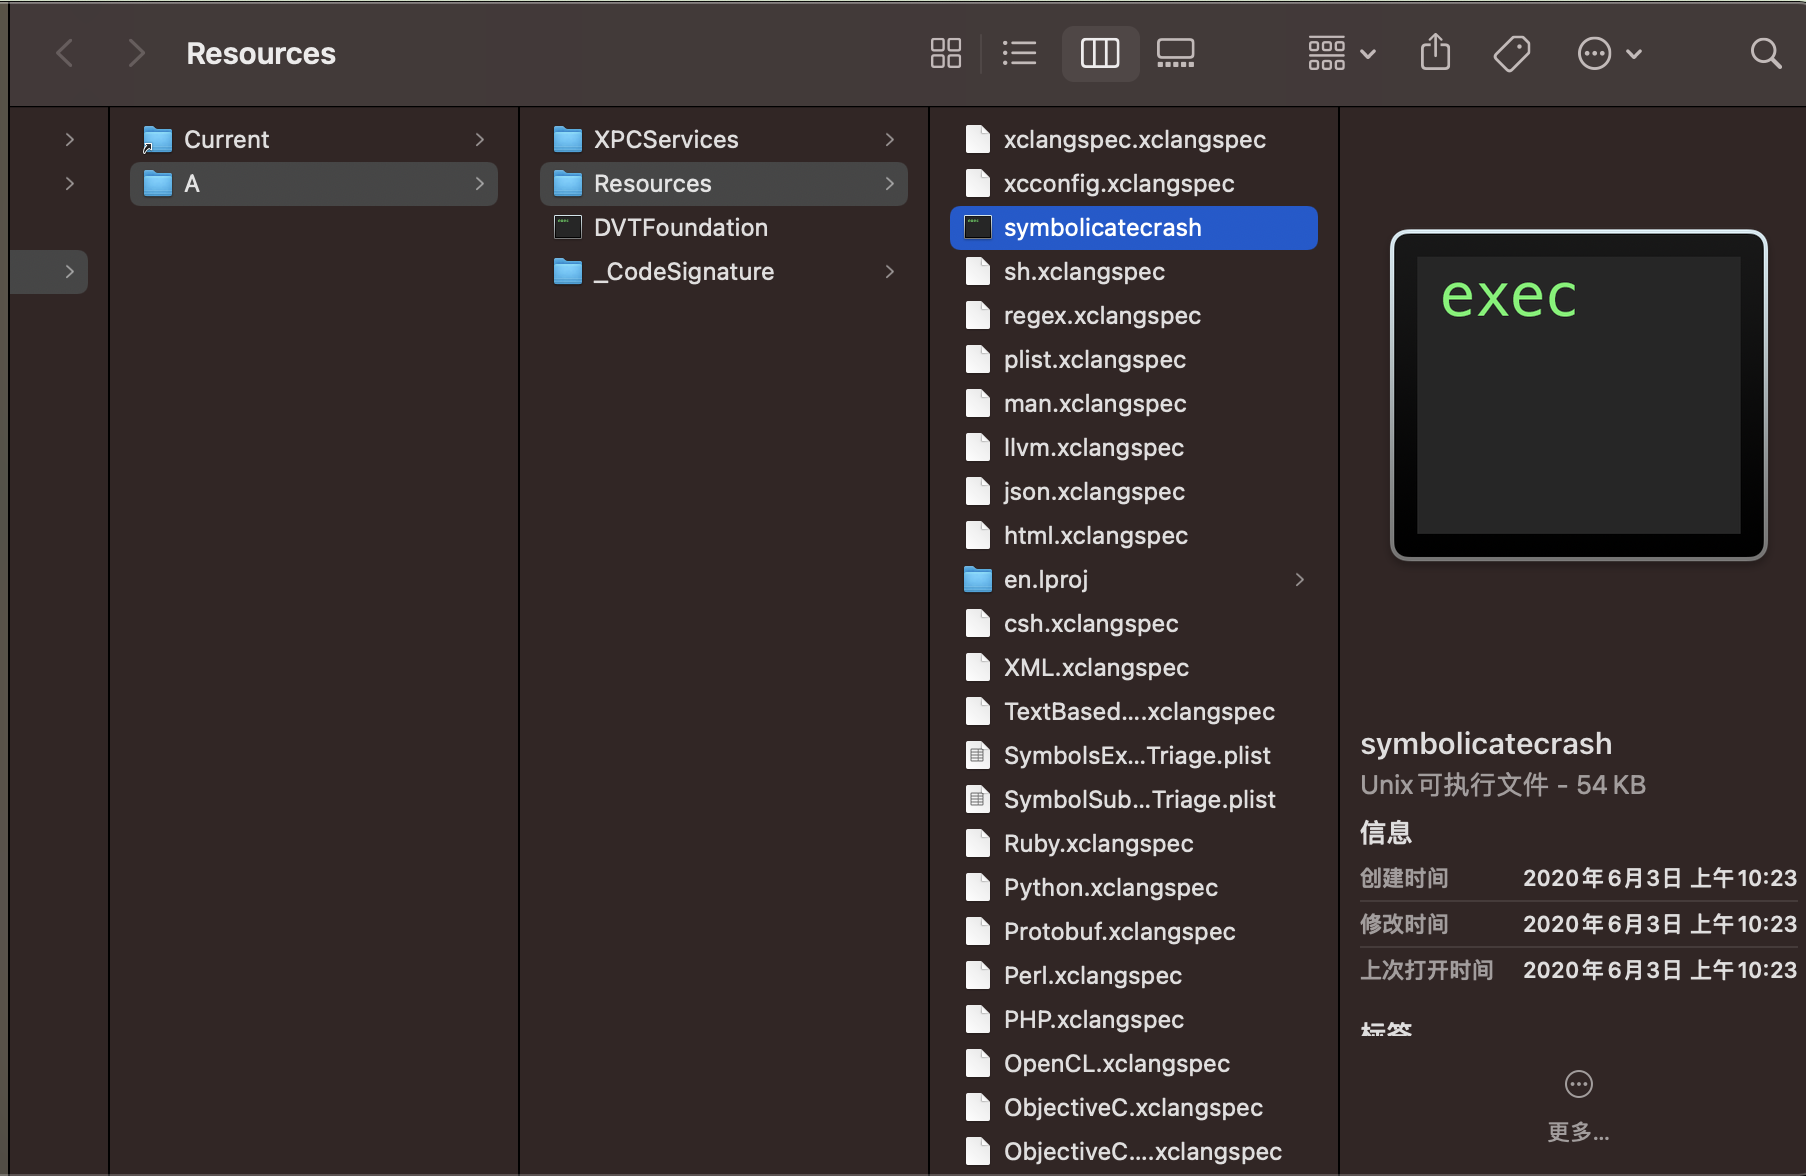 Resources
Current
A
XPCServices
Resources
DVTFoundation
_CodeSignature
xclangspec.xclangspec
xcconfig.xclangspec
symbolicatecrash
sh.xclangspec
regex.xclangspec
plist.xclangspec
man.xclangspec
llvm.xclangspec
json.xclangspec
html.xclangspec
en.lproj
csh.xclangspec
XML.xclangspec
TextBased....xclangspec
SymbolsEx...Triage.plist
SymbolSub...Triage.plist
Ruby.xclangspec
Python.xclangspec
Protobuf.xclangspec
Perl.xclangspec
PHP.xclangspec
OpenCL.xclangspec
ObjectiveC.xclangspec
ObjectiveC....xclangspec
exec
symbolicatecrash
Unix可执行文件 - 54 KB
信息
创建时间 2020年6月3日 上午10:23
修改时间 2020年6月3日 上午10:23
上次打开时间 2020年6月3日 上午10:23
标签
更多...